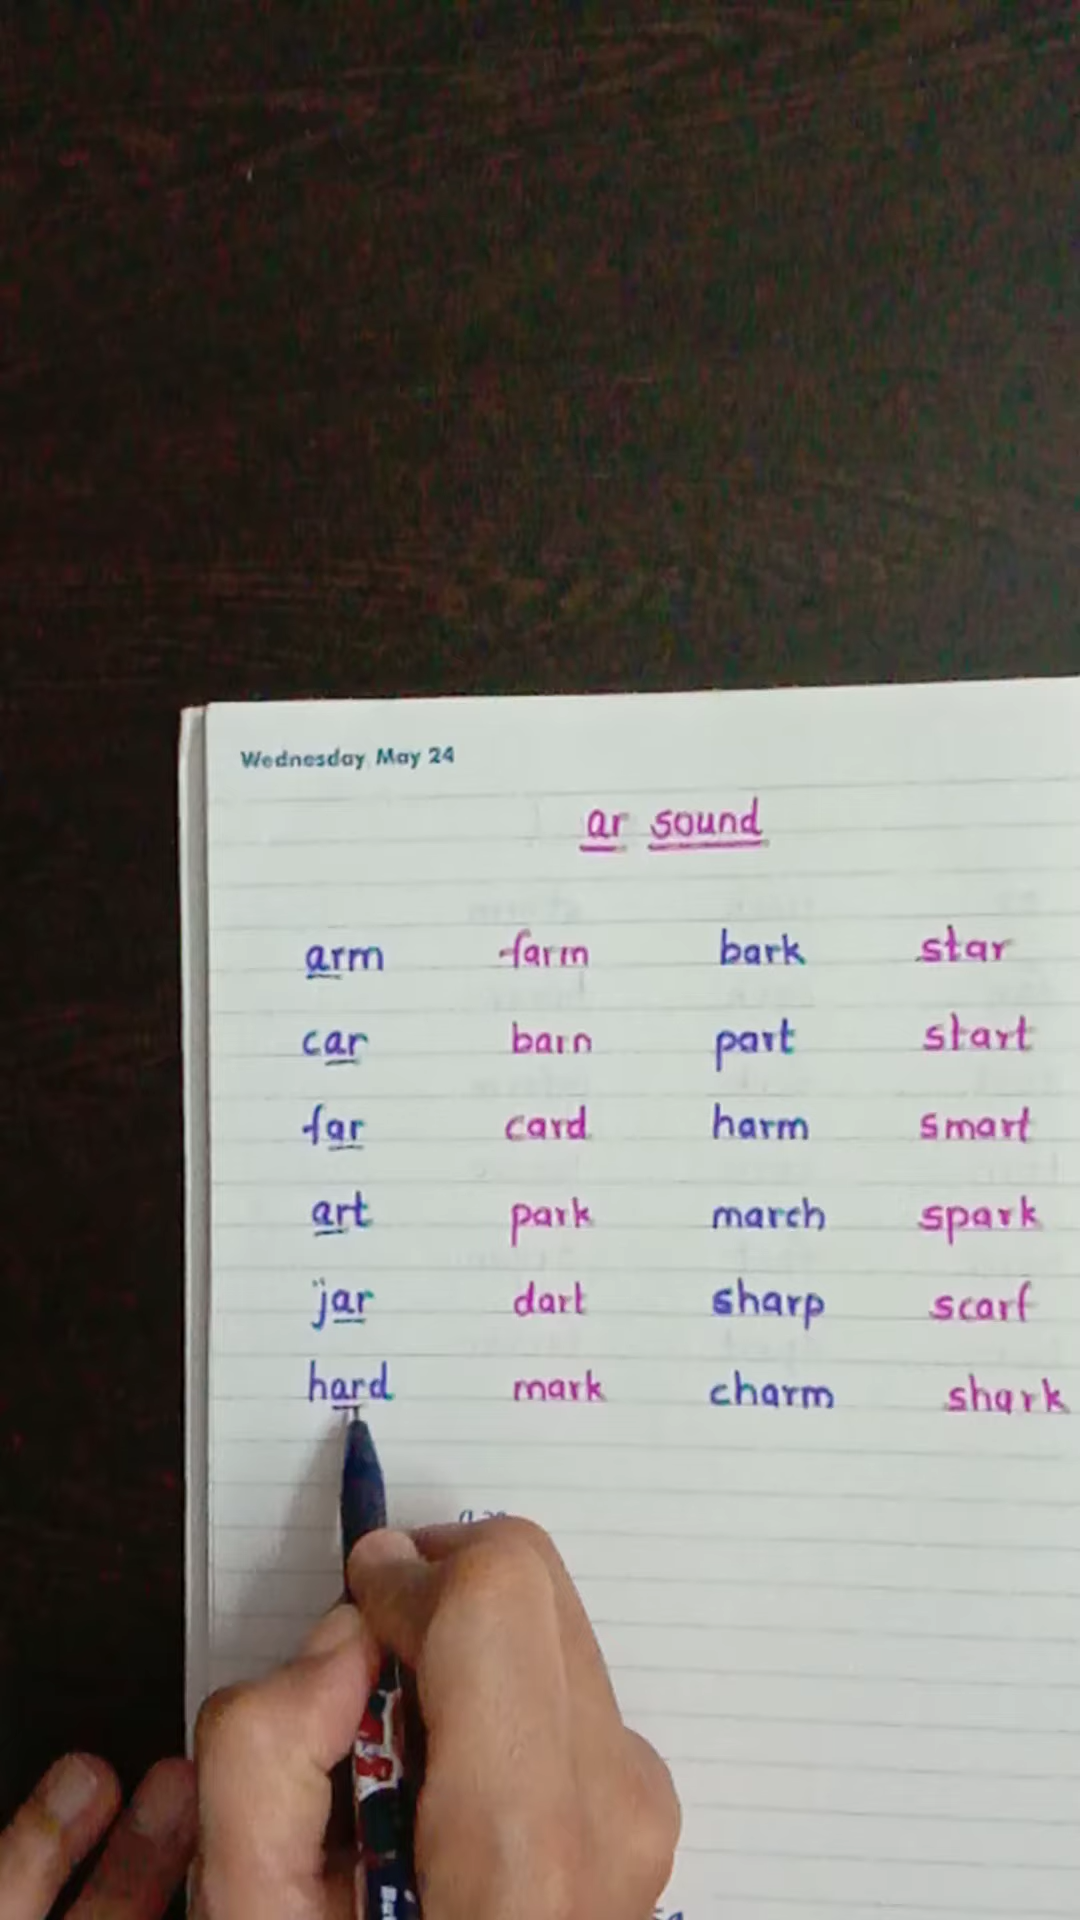 Wednesday, May 24
ar sound
arm farm bark star
car barn part start
far card harm smart
art park march spark
jar dart sharp scarf
hard mark charm shark